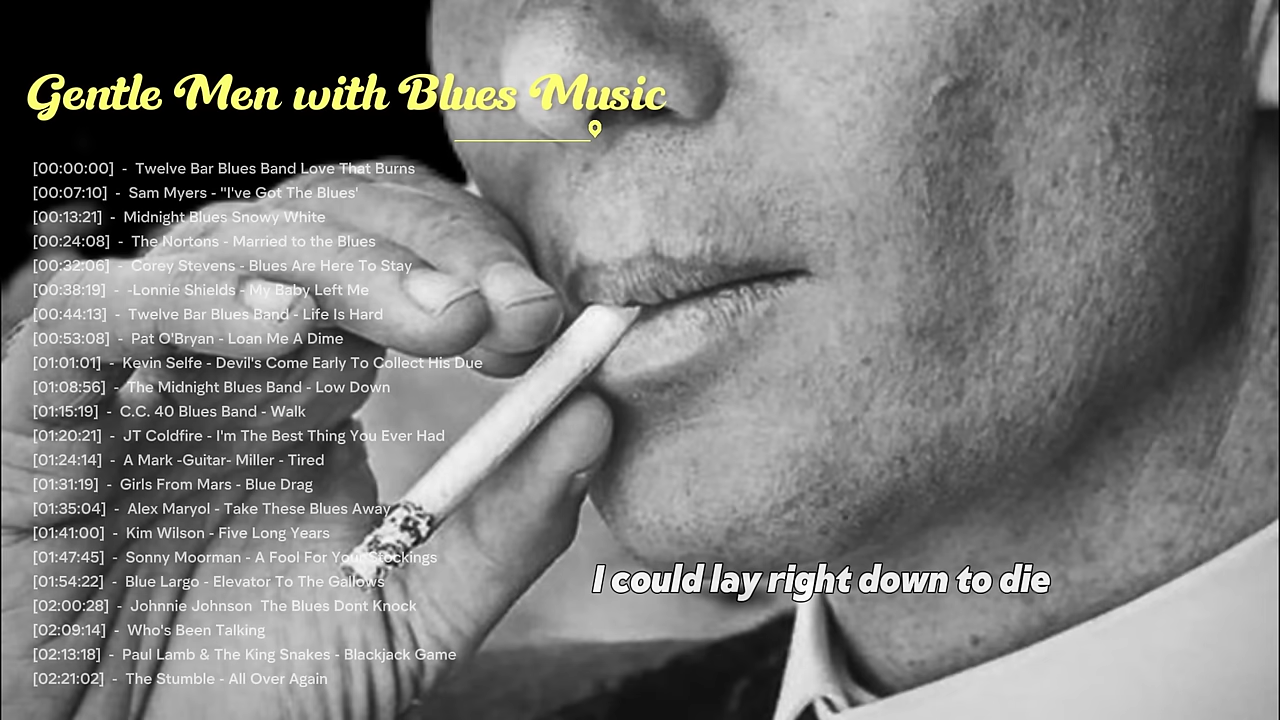 Gentle Men with Blues Music
[00:00:00] - Twelve Bar Blues Band Love That Burns
[00:07:10] - Sam Myers - "I've Got The Blues'
[00:13:21] - Midnight Blues Snowy White
[00:24:08] - The Nortons - Married to the Blues
[00:32:06] - Corey Stevens - Blues Are Here To Stay
[00:38:19] - -Lonnie Shields - My Baby Left Me
[00:44:13] - Twelve Bar Blues Band - Life Is Hard
[00:53:08] - Pat O'Bryan - Loan Me A Dime
[01:01:01] - Kevin Selfe - Devil's Come Early To Collect His Due
[01:08:56] - The Midnight Blues Band - Low Down
[01:15:19] - C.C. 40 Blues Band - Walk
[01:20:21] - JT Coldfire - I'm The Best Thing You Ever Had
[01:24:14] - A Mark -Guitar- Miller - Tired
[01:31:19] - Girls From Mars - Blue Drag
[01:35:04] - Alex Maryol - Take These Blues Away
[01:41:00] - Kim Wilson - Five Long Years
[01:47:45] - Sonny Moorman - A Fool For Your Stockings
[01:54:22] - Blue Largo - Elevator To The Gallows
[02:00:28] - Johnnie Johnson The Blues Dont Knock
[02:09:14] - Who's Been Talking
[02:13:18] - Paul Lamb & The King Snakes - Blackjack Game
[02:21:02] - The Stumble - All Over Again
I could lay right down to die